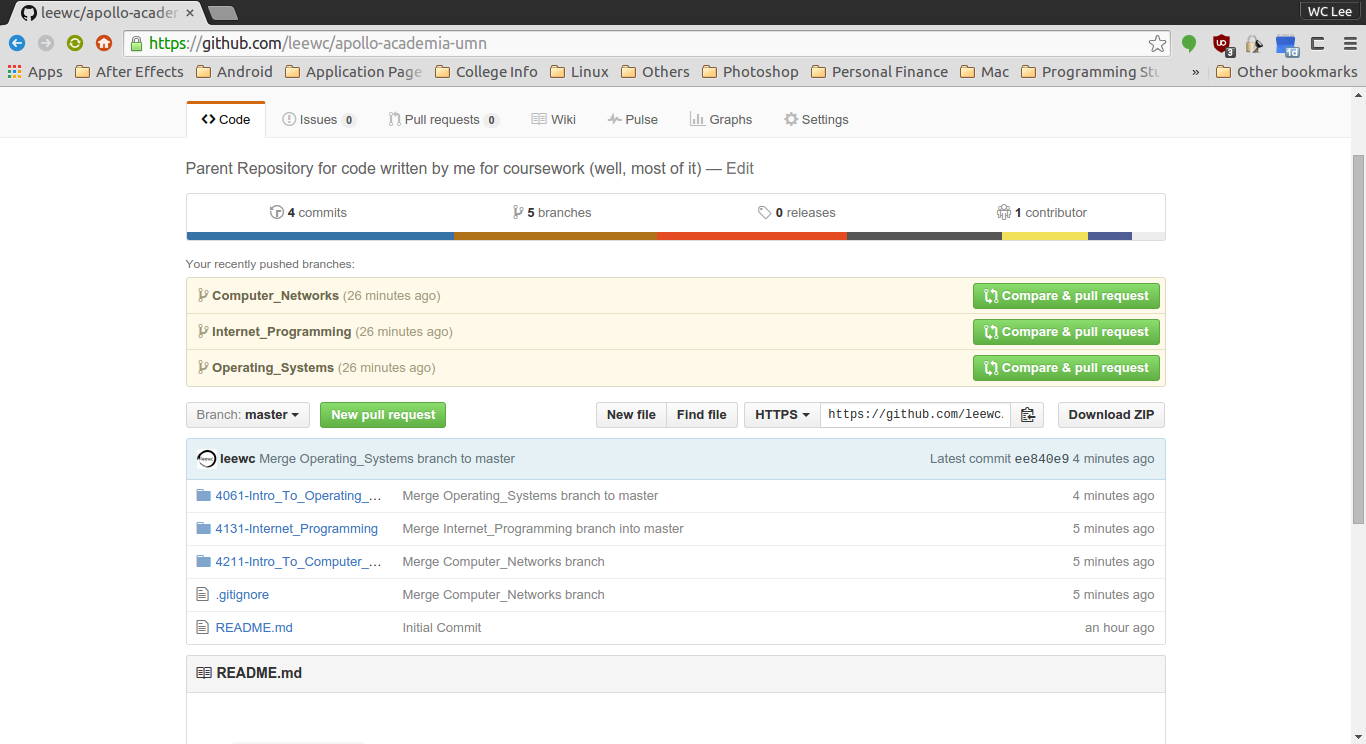 leewc/apollo-acader ×
WC Lee
https://github.com/leewc/apollo-academia-umn
3
1d
Apps After Effects Android Application Page College Info Linux Others Photoshop Personal Finance Mac Programming Stu » Other bookmarks
Code Issues 0 Pull requests 0 Wiki Pulse Graphs Settings
Parent Repository for code written by me for coursework (well, most of it) — Edit
4 commits 5 branches 0 releases 1 contributor
Your recently pushed branches:
Computer_Networks (26 minutes ago) Compare & pull request
Internet_Programming (26 minutes ago) Compare & pull request
Operating_Systems (26 minutes ago) Compare & pull request
Branch: master New pull request New file Find file HTTPS https://github.com/leewc. Download ZIP
leewc Merge Operating_Systems branch to master Latest commit ee840e9 4 minutes ago
4061-Intro_To_Operating_… Merge Operating_Systems branch to master 4 minutes ago
4131-Internet_Programming Merge Internet_Programming branch into master 5 minutes ago
4211-Intro_To_Computer_… Merge Computer_Networks branch 5 minutes ago
.gitignore Merge Computer_Networks branch 5 minutes ago
README.md Initial Commit an hour ago
README.md